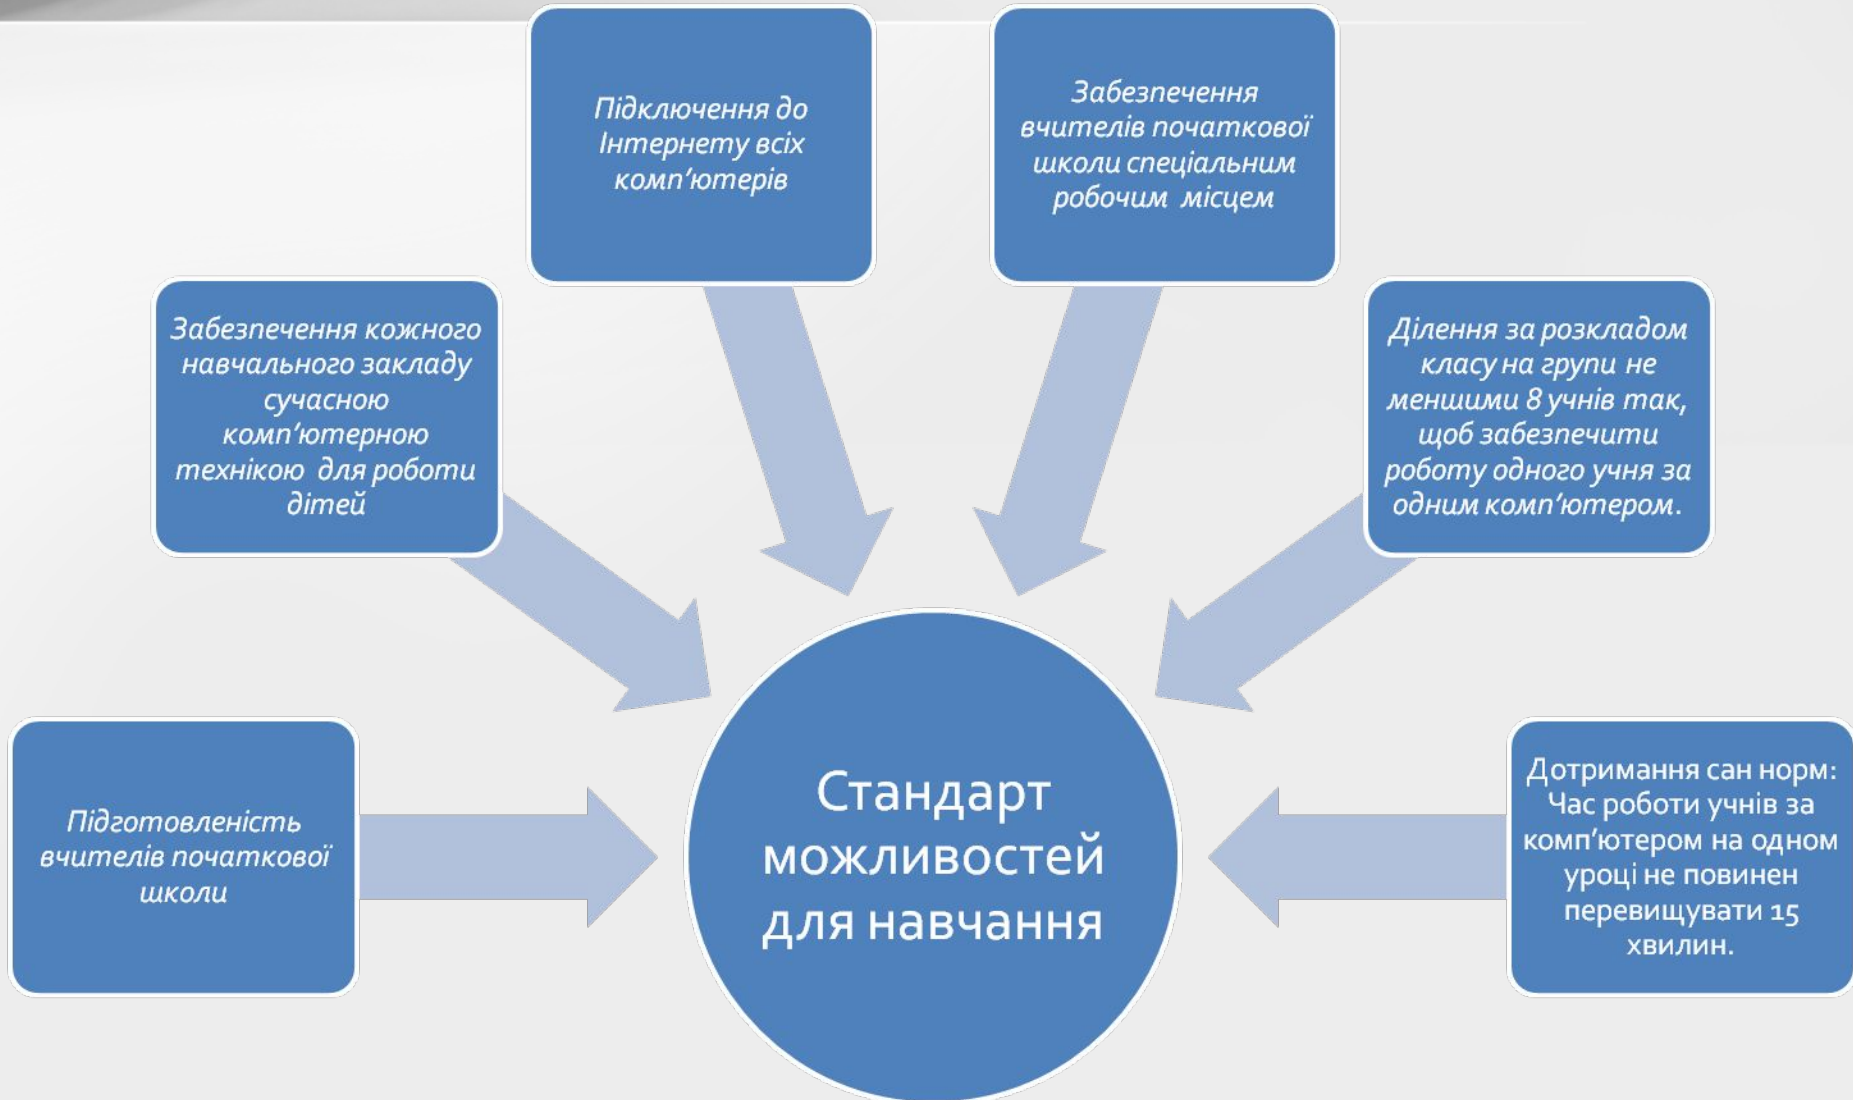 Підключення до
Інтернету всіх
комп’ютерів
Забезпечення
вчителів початкової
школи спеціальним
робочим місцем
Забезпечення кожного
навчального закладу
сучасною
комп’ютерною
технікою для роботи
дітей
Ділення за розкладом
класу на групи не
меншими 8 учнів так,
щоб забезпечити
роботу одного учня за
одним комп’ютером.
Підготовленість
вчителів початкової
школи
Стандарт
можливостей
для навчання
Дотримання сан норм:
Час роботи учнів за
комп’ютером на одном
уроці не повинен
перевищувати 15
хвилин.